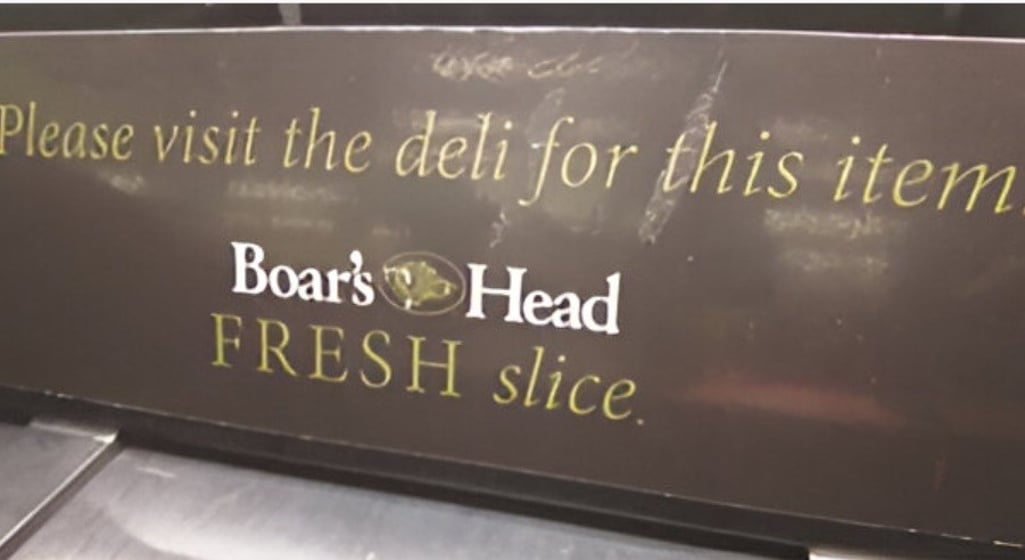 Please visit the deli for this item.
Boar's Head
FRESH slice.